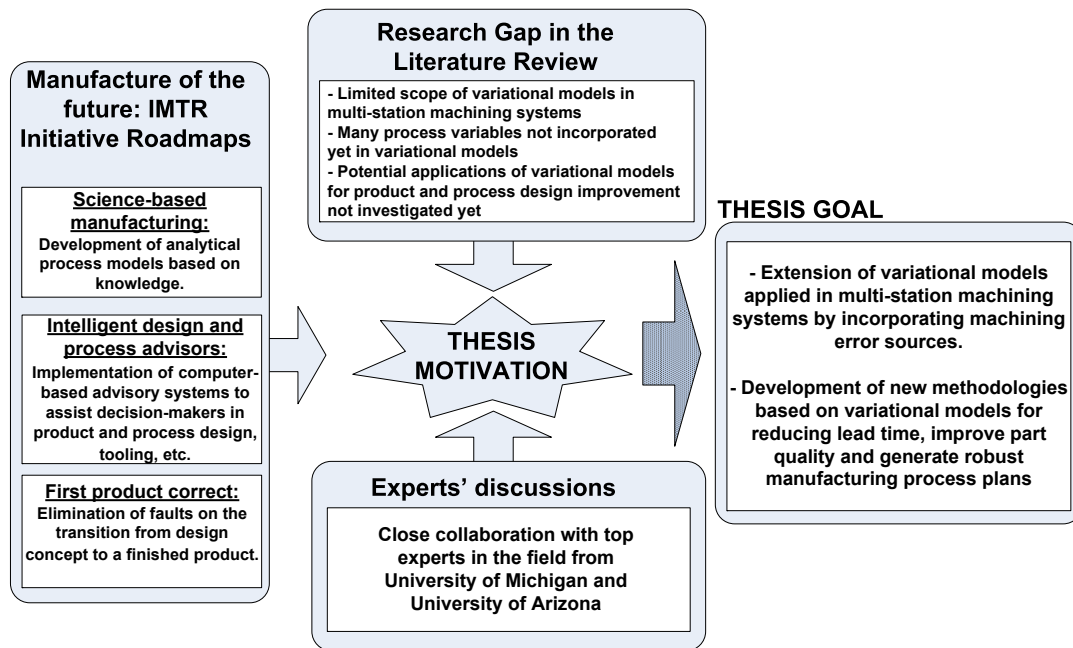 Manufacture of the
future: IMTR
Initiative Roadmaps
Science-based
manufacturing:
Development of analytical
process models based on
knowledge.
Intelligent design and
process advisors:
Implementation of computer-
based advisory systems to
assist decision-makers in
product and process design,
tooling, etc.
First product correct:
Elimination of faults on the
transition from design
concept to a finished product.
Research Gap in the
Literature Review
- Limited scope of variational models in
multi-station machining systems
- Many process variables not incorporated
yet in variational models
- Potential applications of variational models
for product and process design improvement
not investigated yet
THESIS
MOTIVATION
Experts’ discussions
Close collaboration with top
experts in the field from
University of Michigan and
University of Arizona
THESIS GOAL
- Extension of variational models
applied in multi-station machining
systems by incorporating machining
error sources.
- Development of new methodologies
based on variational models for
reducing lead time, improve part
quality and generate robust
manufacturing process plans